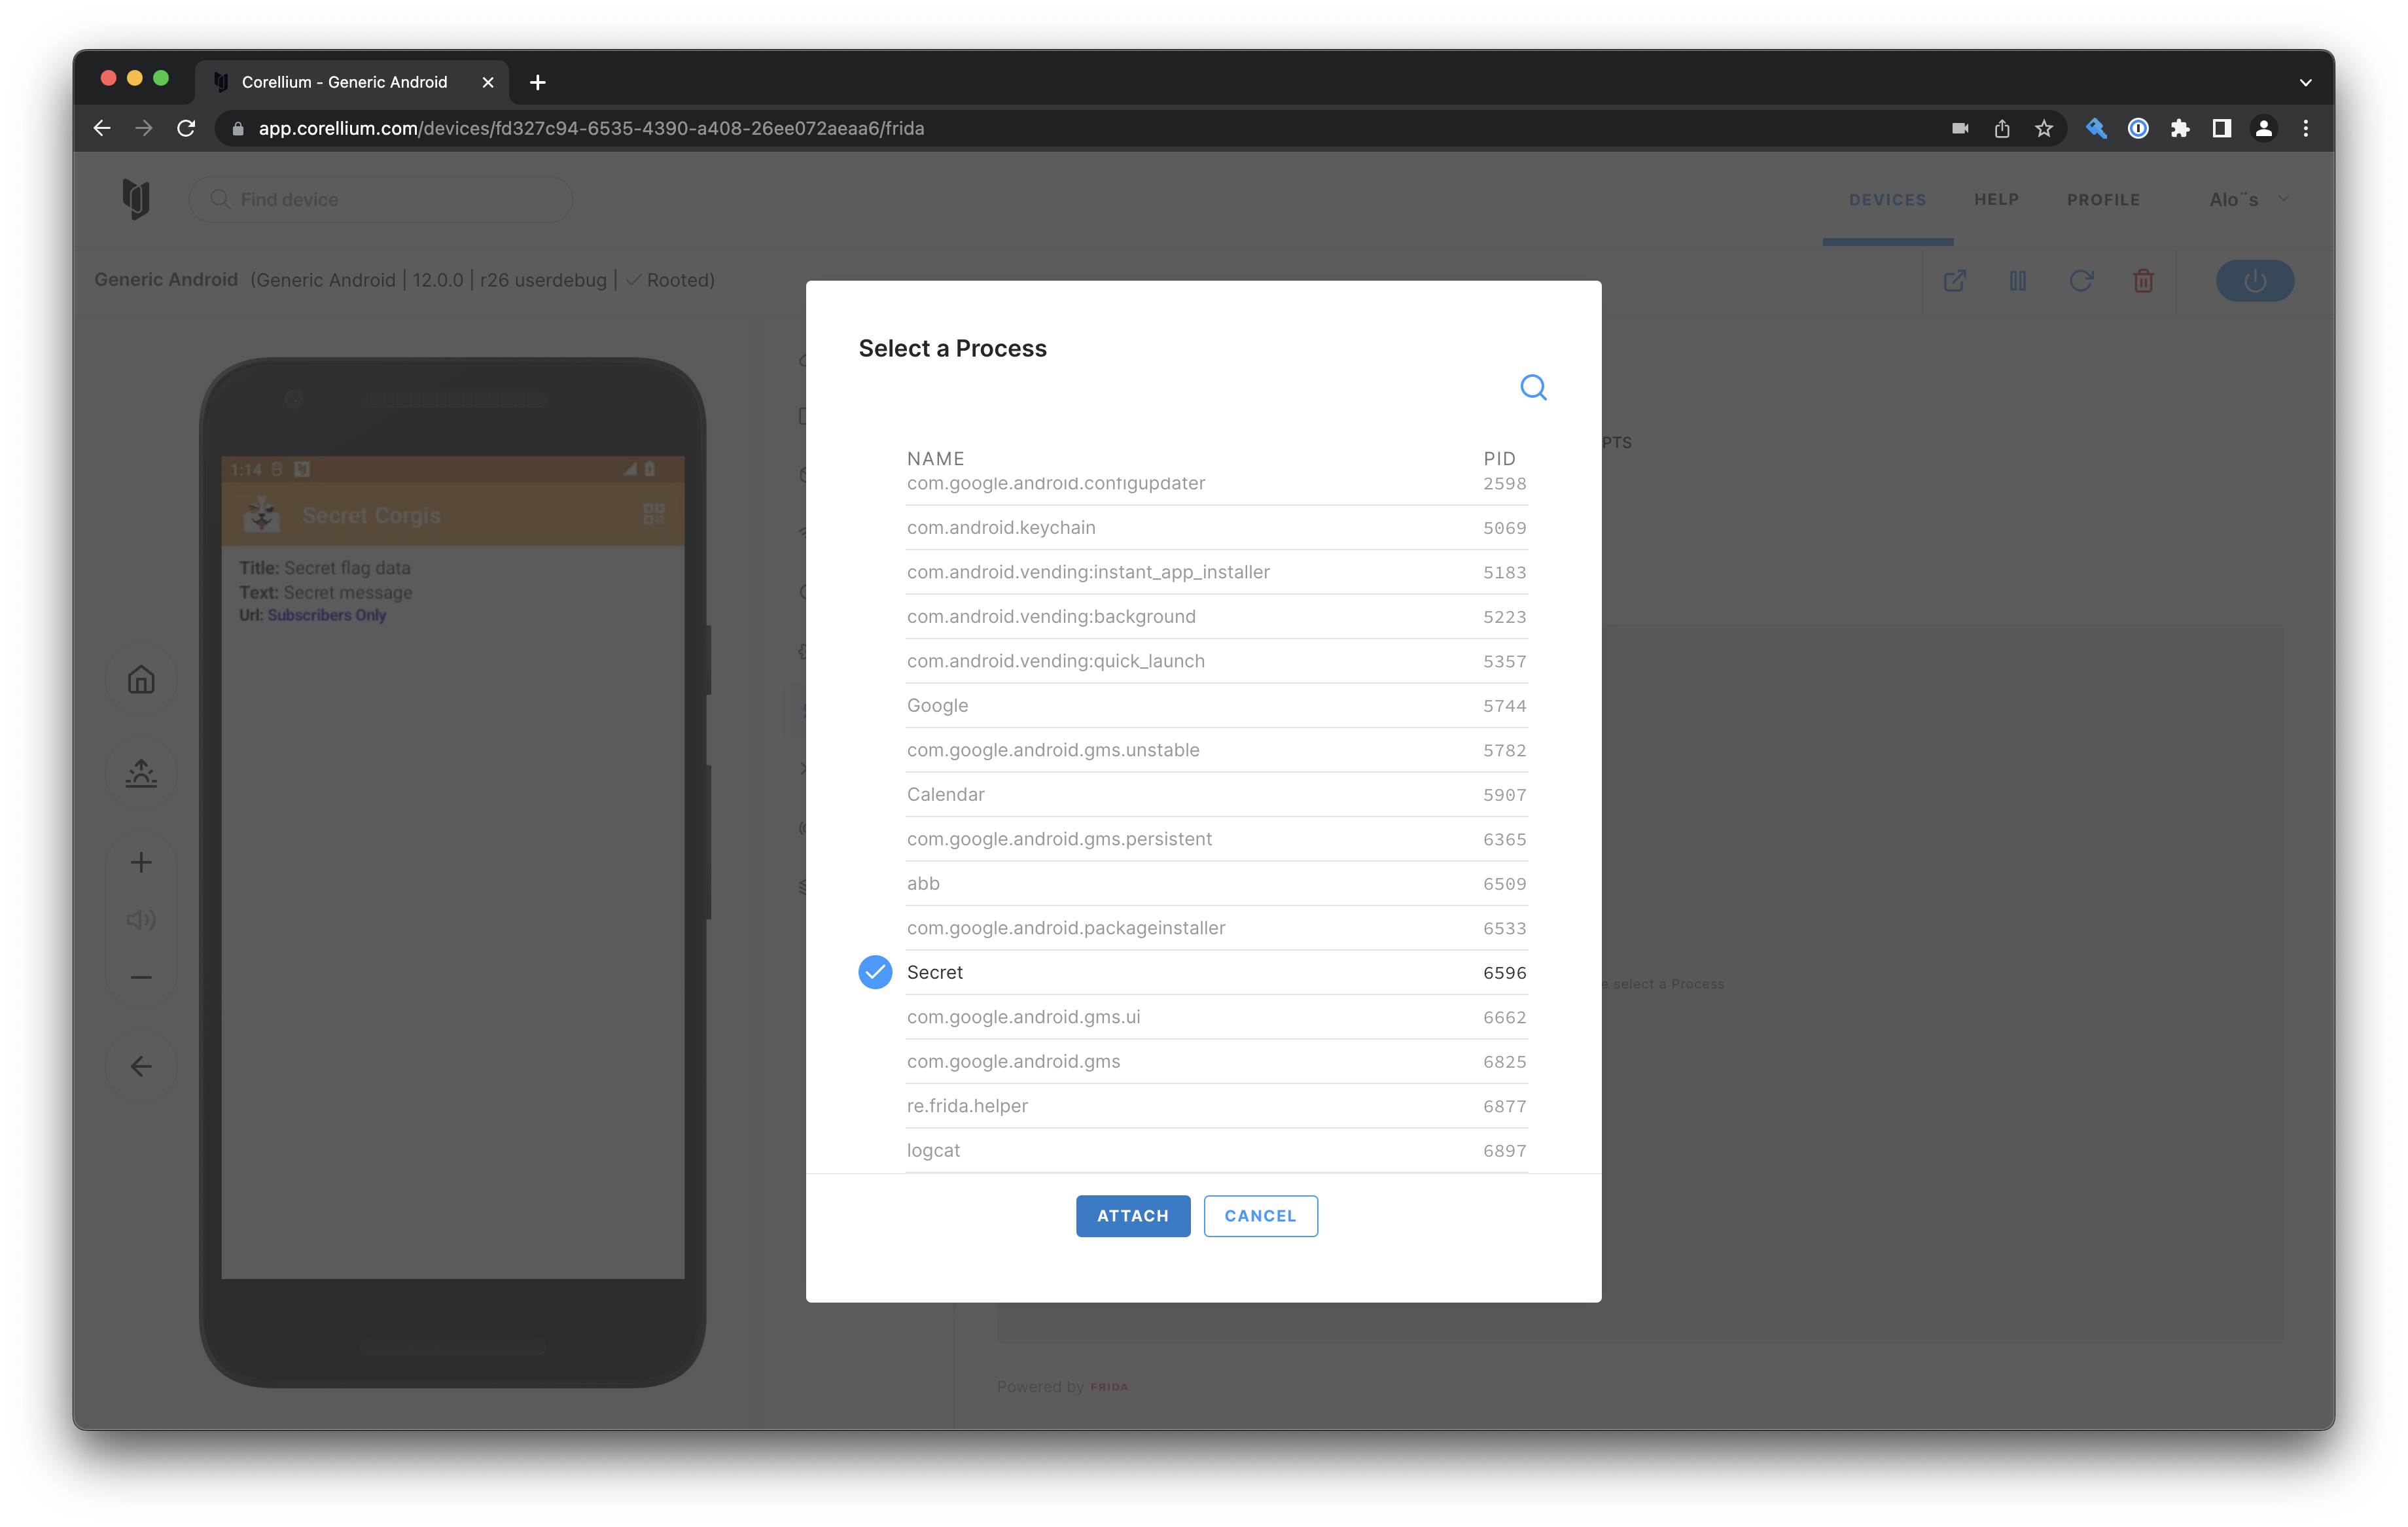 Corellium - Generic Android
app.corellium.com/devices/fd327c94-6535-4390-a408-26ee072aeaa6/frida
Find device
DEVICES HELP PROFILE Alo¨s
Generic Android (Generic Android | 12.0.0 | r26 userdebug | ✓ Rooted)
1:14
Secret Corgis
Title: Secret flag data
Text: Secret message
Url: Subscribers Only
Select a Process
PTS
NAME PID
com.google.android.configupdater 2598
com.android.keychain 5069
com.android.vending:instant_app_installer 5183
com.android.vending:background 5223
com.android.vending:quick_launch 5357
Google 5744
com.google.android.gms.unstable 5782
Calendar 5907
com.google.android.gms.persistent 6365
abb 6509
com.google.android.packageinstaller 6533
Secret 6596
e select a Process
com.google.android.gms.ui 6662
com.google.android.gms 6825
re.frida.helper 6877
logcat 6897
ATTACH CANCEL
Powered by FRIDA